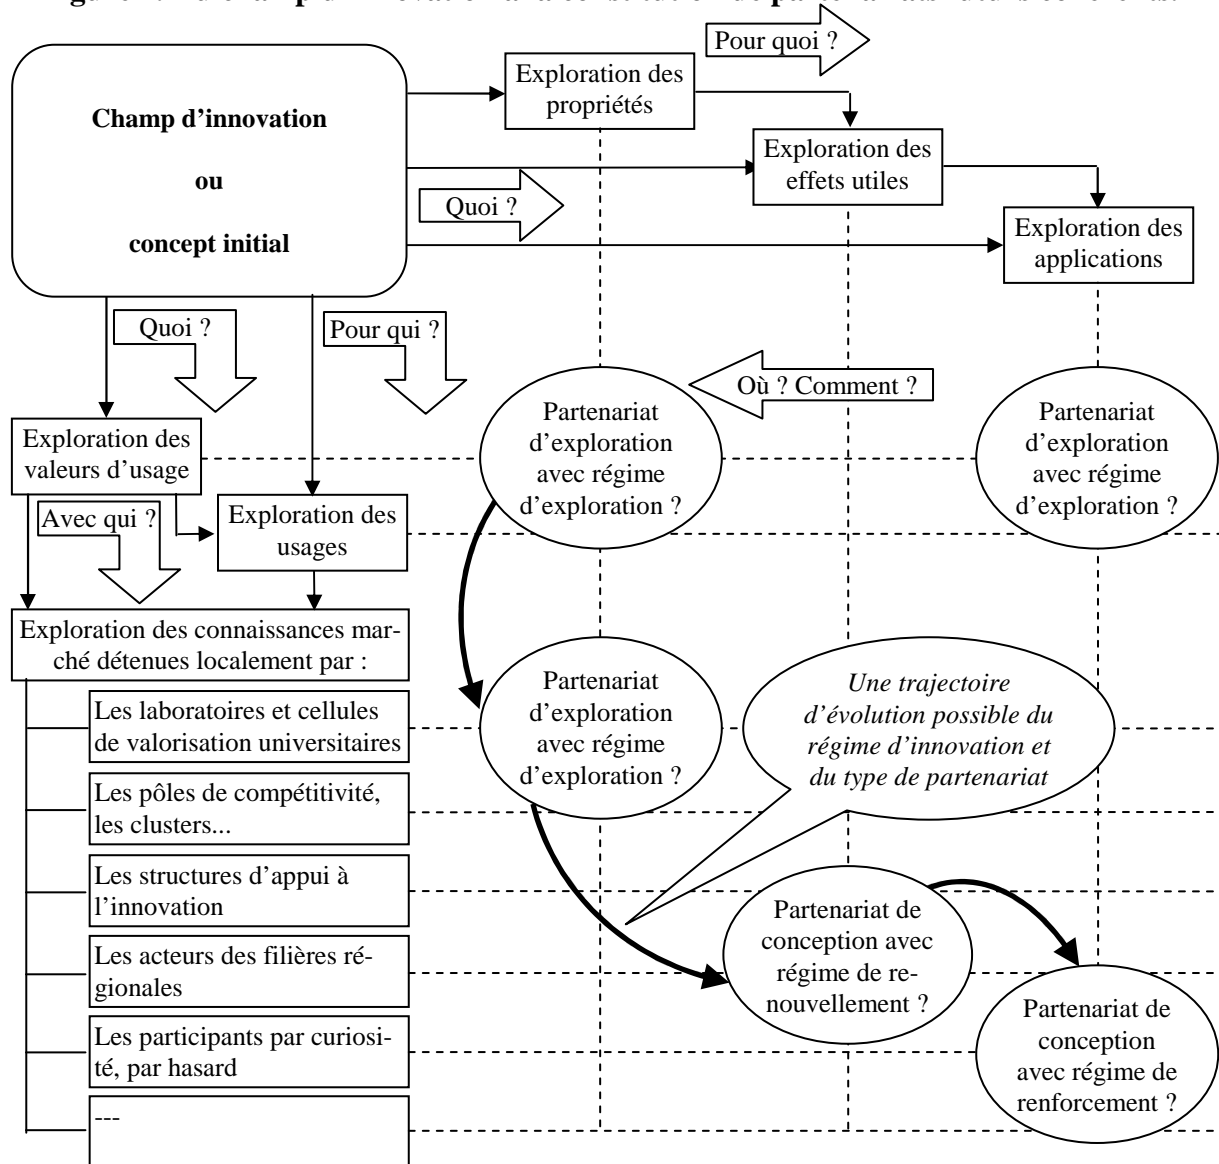 Pour quoi ?
Champ d'innovation
ou
concept initial
Exploration des
propriétés
Exploration des
effets utiles
Quoi ?
Exploration des
applications
Quoi ?
Pour qui ?
Où ? Comment ?
Partenariat
d'exploration
avec régime
d'exploration ?
Partenariat
d'exploration
avec régime
d'exploration ?
Exploration des
valeurs d'usage
Avec qui ?
Exploration des
usages
Exploration des connaissances mar-
ché détenues localement par :
Les laboratoires et cellules
de valorisation universitaires
Les pôles de compétitivité,
les clusters...
Les structures d'appui à
l'innovation
Les acteurs des filières ré-
gionales
Les participants par curiosi-
té, par hasard
---
Partenariat
d'exploration
avec régime
d'exploration ?
Une trajectoire
d'évolution possible du
régime d'innovation et
du type de partenariat
Partenariat de
conception avec
régime de re-
nouvellement ?
Partenariat de
conception
avec régime de
renforcement ?